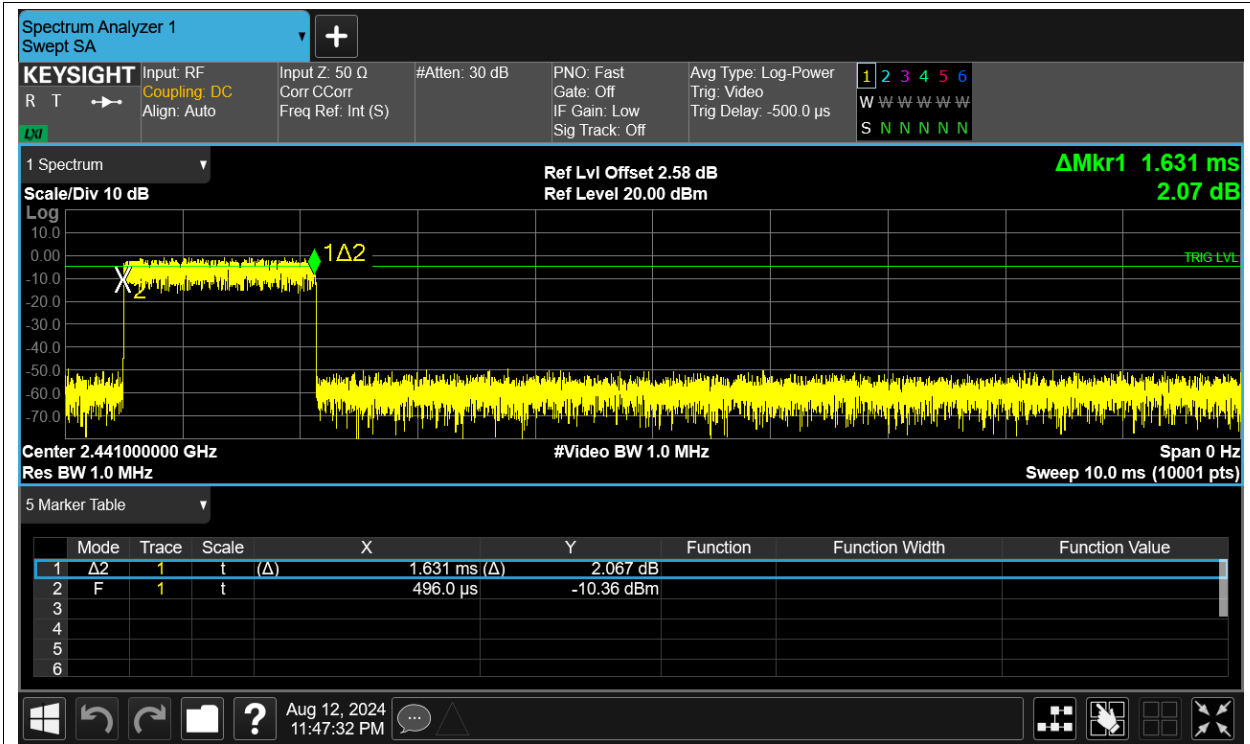 Spectrum Analyzer 1
Swept SA
KEYSIGHT Input: RF Input Z: 50 Ω #Atten: 30 dB PNO: Fast Avg Type: Log-Power 1 2 3 4 5 6
R T Coupling: DC Corr CCorr Gate: Off Trig: Video W W W W W W
Align: Auto Freq Ref: Int (S) IF Gain: Low Trig Delay: -500.0 µs
LXI Sig Track: Off S N N N N N
1 Spectrum Ref Lvl Offset 2.58 dB ΔMkr1 1.631 ms
Scale/Div 10 dB Ref Level 20.00 dBm 2.07 dB
Log
10.0
0.00 1Δ2 TRIG LVL
-10.0 2
-20.0
-30.0
-40.0
-50.0
-60.0
-70.0
Center 2.441000000 GHz #Video BW 1.0 MHz Span 0 Hz
Res BW 1.0 MHz Sweep 10.0 ms (10001 pts)
5 Marker Table
Mode Trace Scale X Y Function Function Width Function Value
1 Δ2 1 t (Δ) 1.631 ms (Δ) 2.067 dB
2 F 1 t 496.0 µs -10.36 dBm
3
4
5
6
? Aug 12, 2024
11:47:32 PM